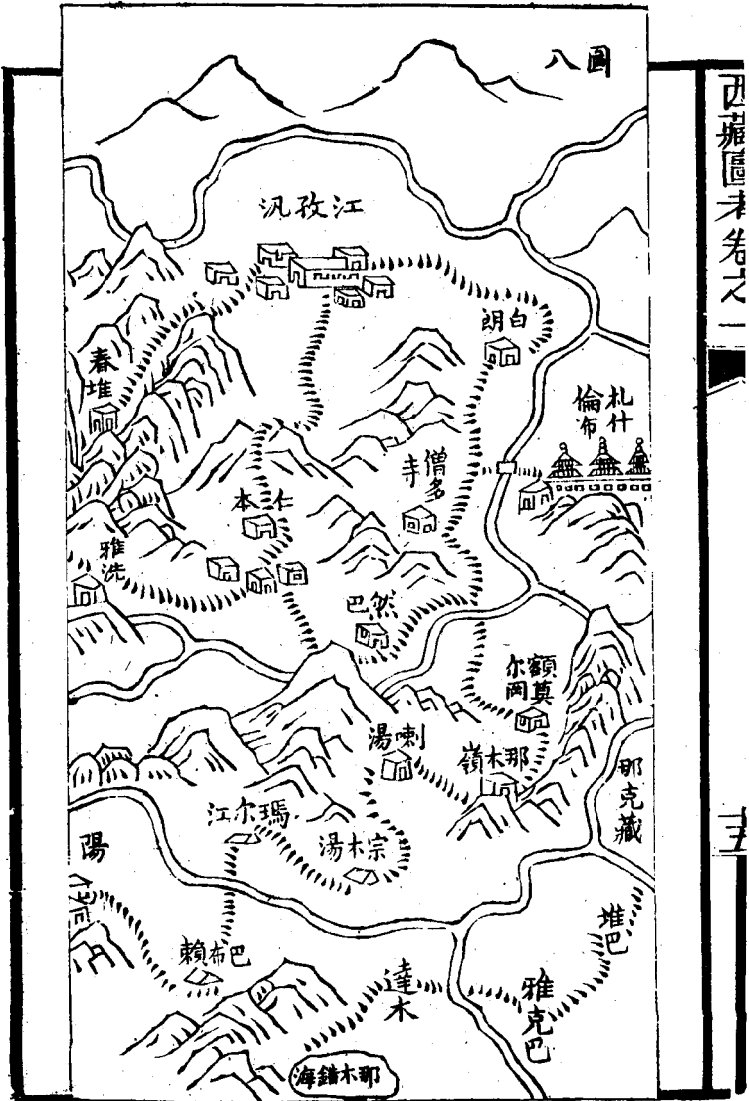 西藏圖考卷之一
圖八
江孜汛
白朗
春堆
札什
倫布
僧多
寺
仁本
雅洗
然巴
額莫
尔岡
喇湯
那木嶺
那克藏
瑪尔江
宗木湯
陽
巴布賴
堆巴
達木
雅克巴
那木錯海